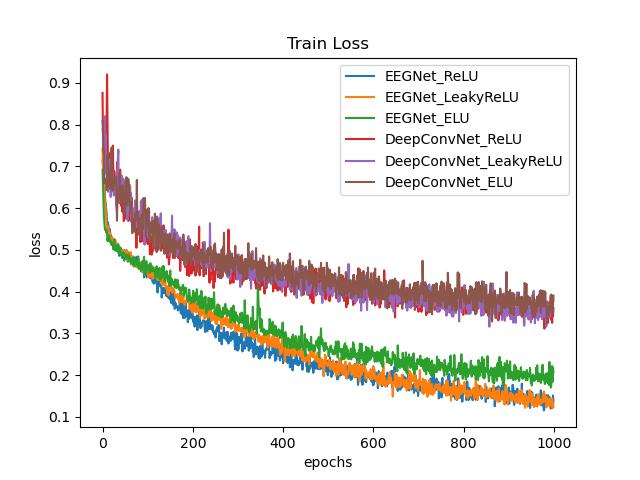 Train Loss
EEGNet_ReLU
EEGNet_LeakyReLU
EEGNet_ELU
DeepConvNet_ReLU
DeepConvNet_LeakyReLU
DeepConvNet_ELU
loss
0.9
0.8
0.7
0.6
0.5
0.4
0.3
0.2
0.1
0 200 400 600 800 1000
epochs